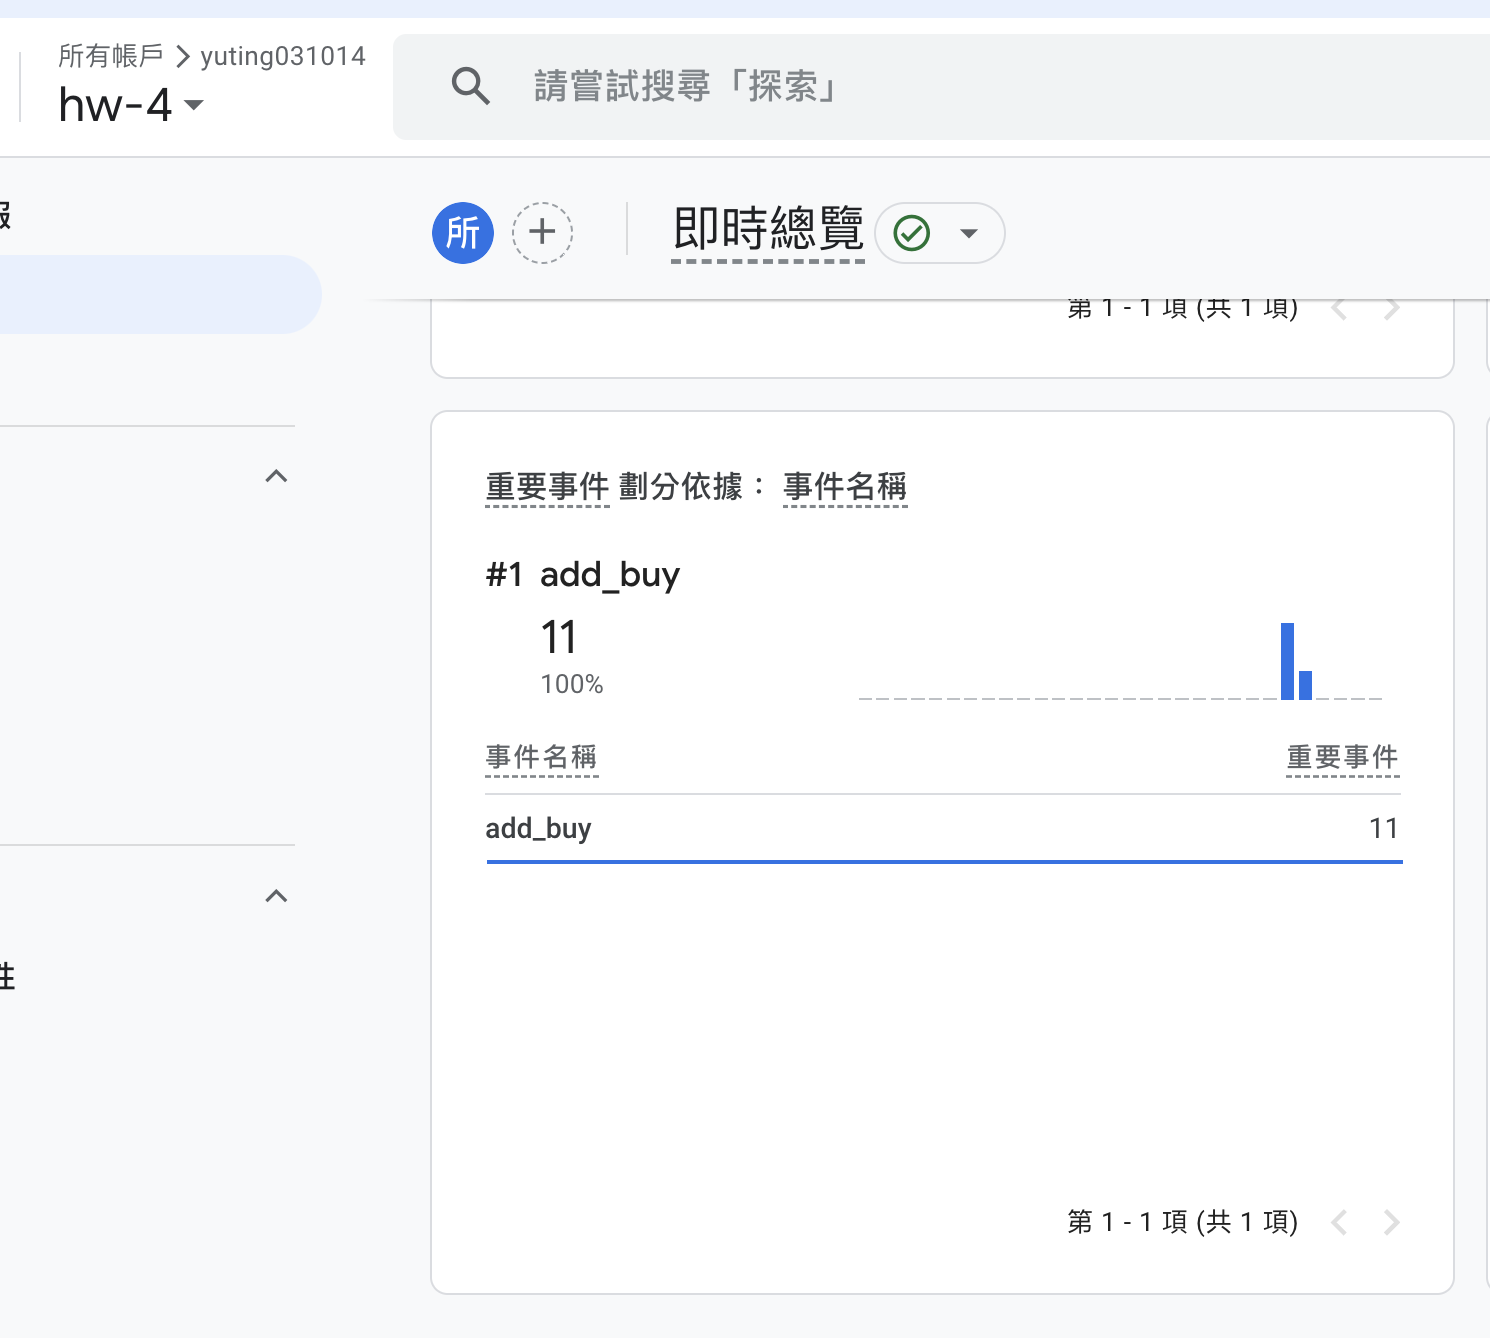 所有帳戶 > yuting031014
hw-4
請嘗試搜尋「探索」
所
即時總覽
第 1 - 1 項 (共 1 項)
重要事件 劃分依據： 事件名稱
#1 add_buy
11
100%
事件名稱 重要事件
add_buy 11
第 1 - 1 項 (共 1 項)